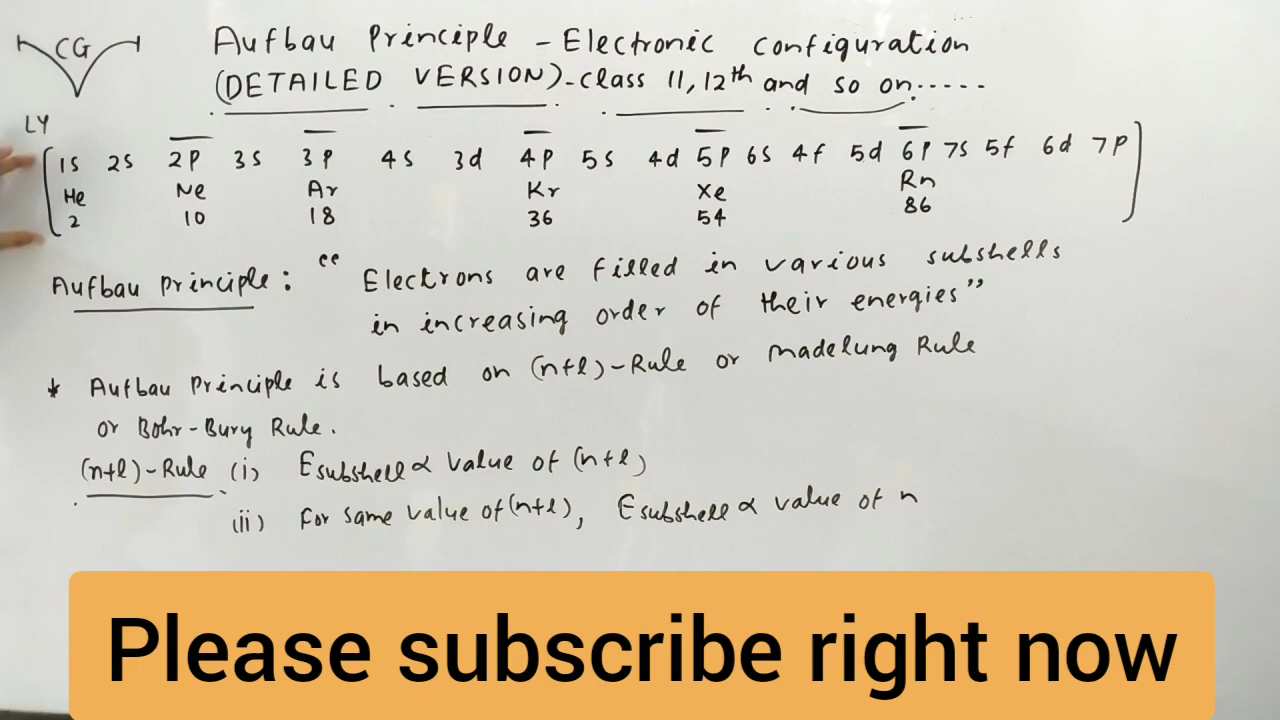 CG
Aufbau Principle - Electronic configuration
(DETAILED VERSION)-class 11, 12th and so on.....
LY
1s 2s 2p 3s 3p 4s 3d 4p 5s 4d 5p 6s 4f 5d 6p 7s 5f 6d 7p
He Ne Ar Kr Xe Rn
2 10 18 36 54 86
Aufbau principle : "Electrons are filled in various subshells
in increasing order of their energies"
* Aufbau Principle is based on (n+l)-Rule or madelung Rule
or Bohr-Bury Rule.
(n+l)-Rule (i) Esubshell ∝ value of (n+l)
(ii) For same value of (n+l), Esubshell ∝ value of n
Please subscribe right now